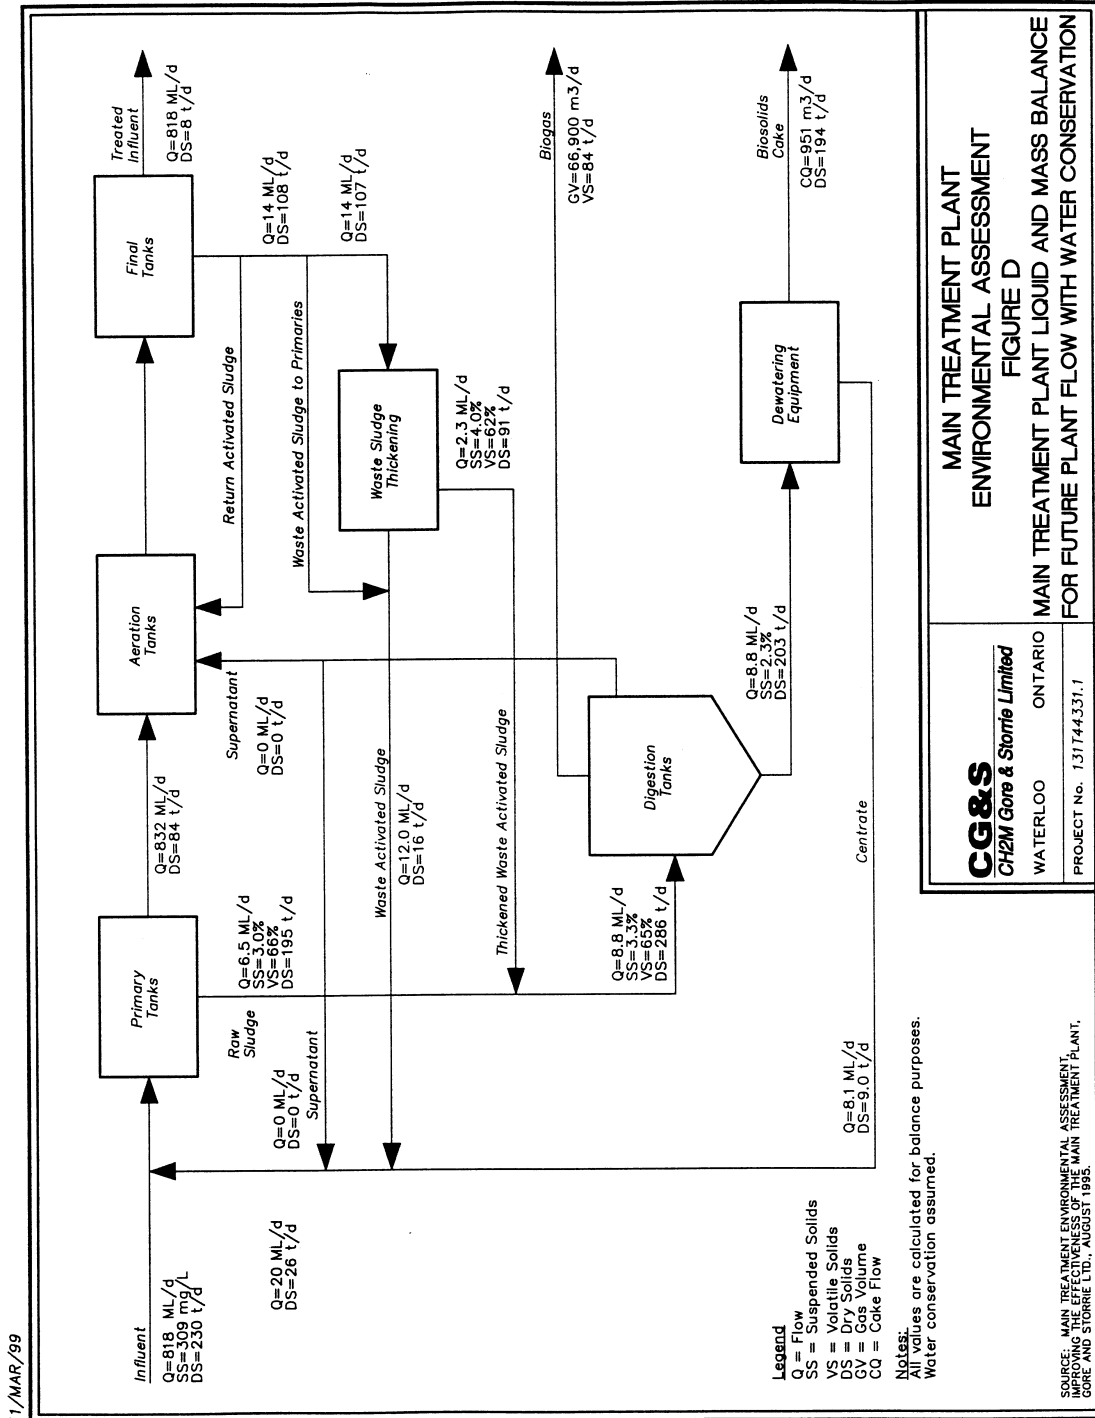 1/MAR/99
Influent
Q=818 ML/d
SS=309 mg/L
DS=230 t/d
Q=20 ML/d
DS=26 t/d
Primary
Tanks
Q=832 ML/d
DS=84 t/d
Aeration
Tanks
Final
Tanks
Treated
Influent
Q=818 ML/d
DS=8 t/d
Raw
Sludge
Q=6.5 ML/d
SS=3.0%
VS=66%
DS=195 t/d
Supernatant
Q=0 ML/d
DS=0 t/d
Return Activated Sludge
Q=14 ML/d
DS=108 t/d
Waste Activated Sludge to Primaries
Q=14 ML/d
DS=107 t/d
Q=0 ML/d
DS=0 t/d
Supernatant
Waste Activated Sludge
Q=12.0 ML/d
DS=16 t/d
Waste Sludge
Thickening
Q=2.3 ML/d
SS=4.0%
VS=62%
DS=91 t/d
Thickened Waste Activated Sludge
Biogas
GV=66,900 m3/d
VS=84 t/d
Q=8.8 ML/d
SS=3.3%
VS=65%
DS=286 t/d
Digestion
Tanks
Q=8.8 ML/d
SS=2.3%
DS=203 t/d
Dewatering
Equipment
Biosolids
Cake
CQ=951 m3/d
DS=194 t/d
Q=8.1 ML/d
DS=9.0 t/d
Centrate
Legend
Q = Flow
SS = Suspended Solids
VS = Volatile Solids
DS = Dry Solids
GV = Gas Volume
CQ = Cake Flow
Notes:
All values are calculated for balance purposes.
Water conservation assumed.
SOURCE: MAIN TREATMENT ENVIRONMENTAL ASSESSMENT,
IMPROVING THE EFFECTIVENESS OF THE MAIN TREATMENT PLANT,
GORE AND STORRIE LTD., AUGUST 1995.
CG&S
CH2M Gore & Storrie Limited
WATERLOO ONTARIO
PROJECT No. 131T44331.1
MAIN TREATMENT PLANT
ENVIRONMENTAL ASSESSMENT
FIGURE D
MAIN TREATMENT PLANT LIQUID AND MASS BALANCE
FOR FUTURE PLANT FLOW WITH WATER CONSERVATION